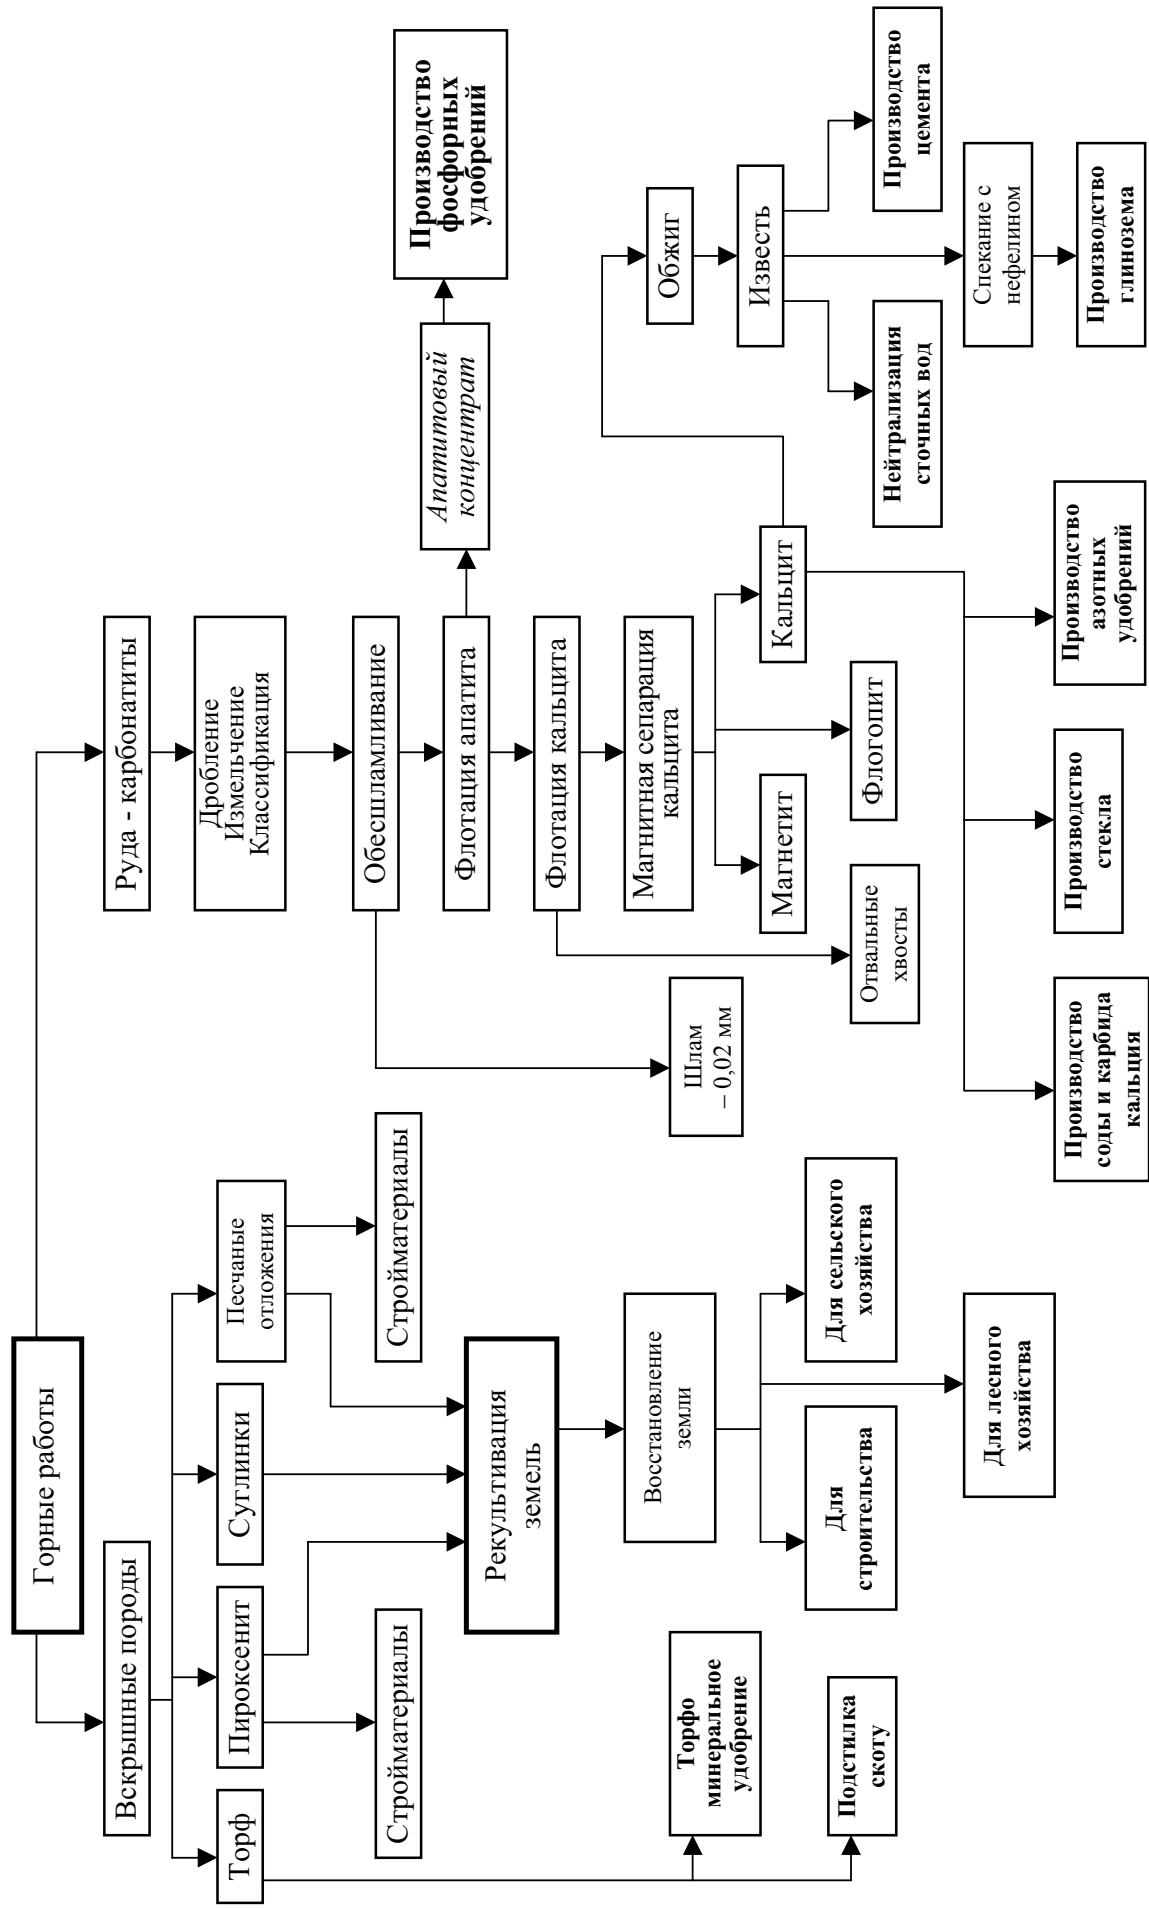 Горные работы
Вскрышные породы
Торф
Пироксенит
Суглинки
Песчаные
отложения
Стройматериалы
Стройматериалы
Рекультивация
земель
Восстановление
земли
Торфо
минеральное
удобрение
Подстилка
скоту
Для
строительства
Для лесного
хозяйства
Для сельского
хозяйства
Руда - карбонатиты
Дробление
Измельчение
Классификация
Обесшламливание
Флотация апатита
Флотация кальцита
Магнитная сепарация
кальцита
Шлам
– 0,02 мм
Отвальные
хвосты
Магнетит
Флогопит
Кальцит
Апатитовый
концентрат
Производство
фосфорных
удобрений
Обжиг
Известь
Нейтрализация
сточных вод
Спекание с
нефелином
Производство
глинозема
Производство
цемента
Производство
соды и карбида
кальция
Производство
стекла
Производство
азотных
удобрений